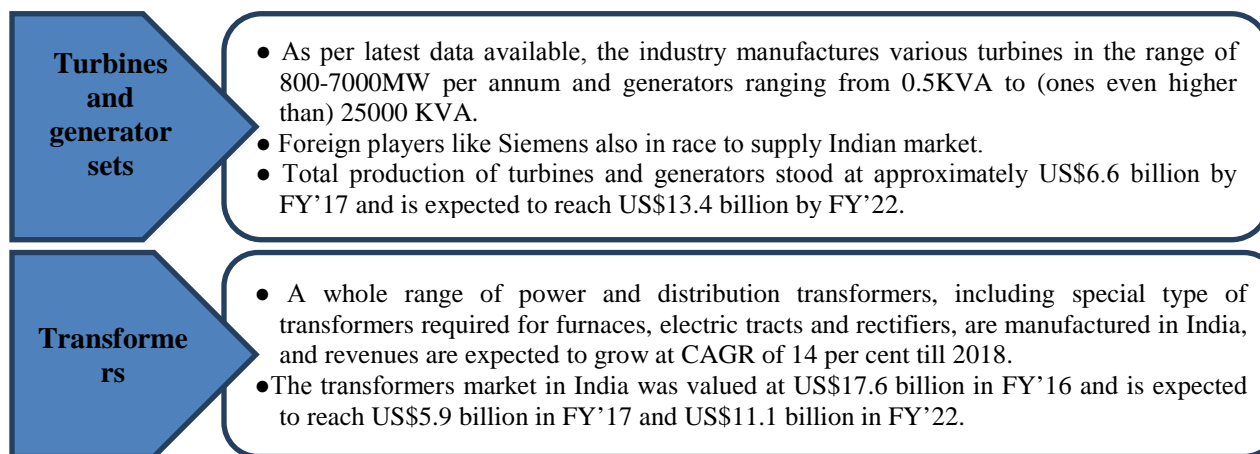 Turbines
and
generator
sets
● As per latest data available, the industry manufactures various turbines in the range of
800-7000MW per annum and generators ranging from 0.5KVA to (ones even higher
than) 25000 KVA.
● Foreign players like Siemens also in race to supply Indian market.
● Total production of turbines and generators stood at approximately US$6.6 billion by
FY’17 and is expected to reach US$13.4 billion by FY’22.
Transforme
rs
● A whole range of power and distribution transformers, including special type of
transformers required for furnaces, electric tracts and rectifiers, are manufactured in India,
and revenues are expected to grow at CAGR of 14 per cent till 2018.
●The transformers market in India was valued at US$17.6 billion in FY’16 and is expected
to reach US$5.9 billion in FY’17 and US$11.1 billion in FY’22.